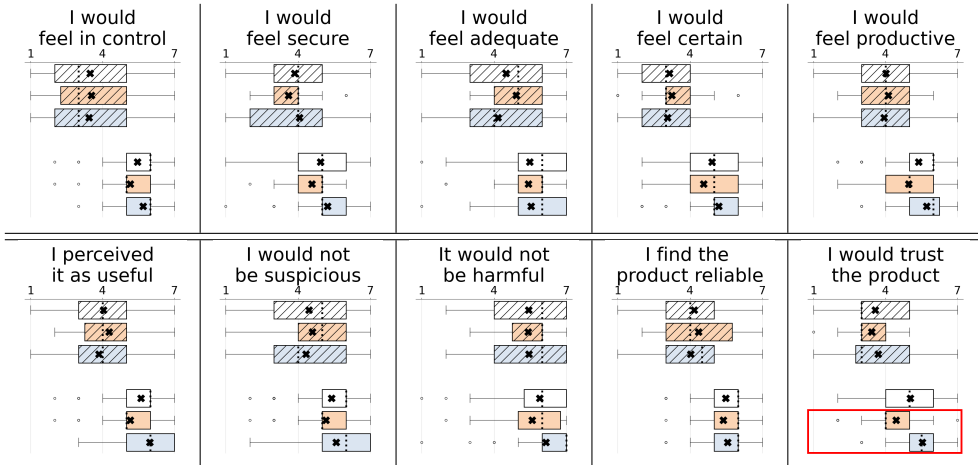 I would
feel in control
1 4 7
I would
feel secure
1 4 7
I would
feel adequate
1 4 7
I would
feel certain
1 4 7
I would
feel productive
1 4 7
I perceived
it as useful
1 4 7
I would not
be suspicious
1 4 7
It would not
be harmful
1 4 7
I find the
product reliable
1 4 7
I would trust
the product
1 4 7